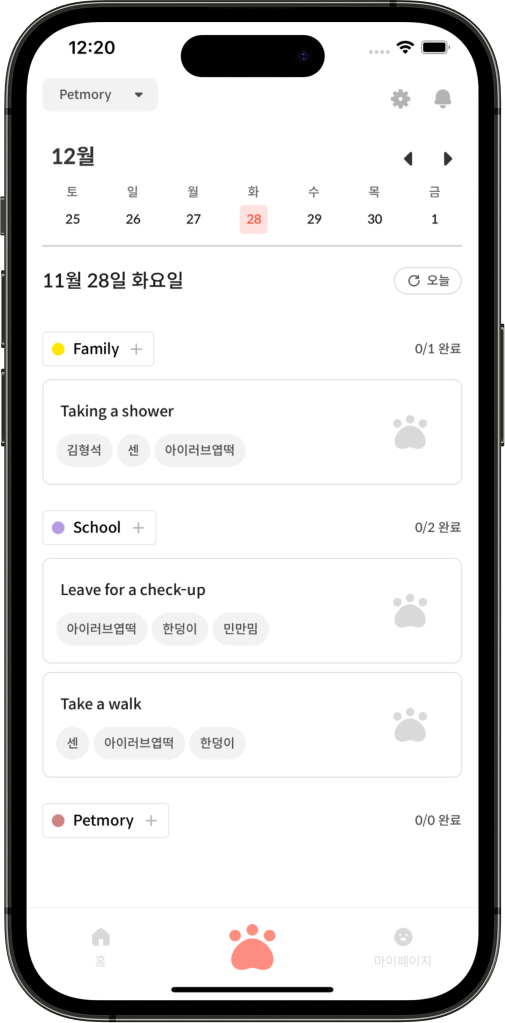 12:20
Petmory
12월
토 일 월 화 수 목 금
25 26 27 28 29 30 1
11월 28일 화요일 오늘
Family + 0/1 완료
Taking a shower
김형석 센 아이러브엽떡
School + 0/2 완료
Leave for a check-up
아이러브엽떡 한덩이 민만밈
Take a walk
센 아이러브엽떡 한덩이
Petmory + 0/0 완료
홈 마이페이지